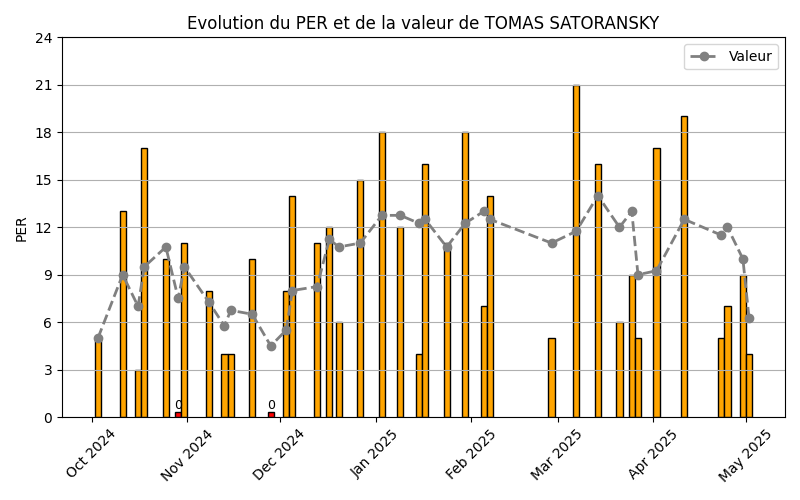 Evolution du PER et de la valeur de TOMAS SATORANSKY
Valeur
PER
24
21
18
15
12
9
6
3
0
0
0
Oct 2024
Nov 2024
Dec 2024
Jan 2025
Feb 2025
Mar 2025
Apr 2025
May 2025